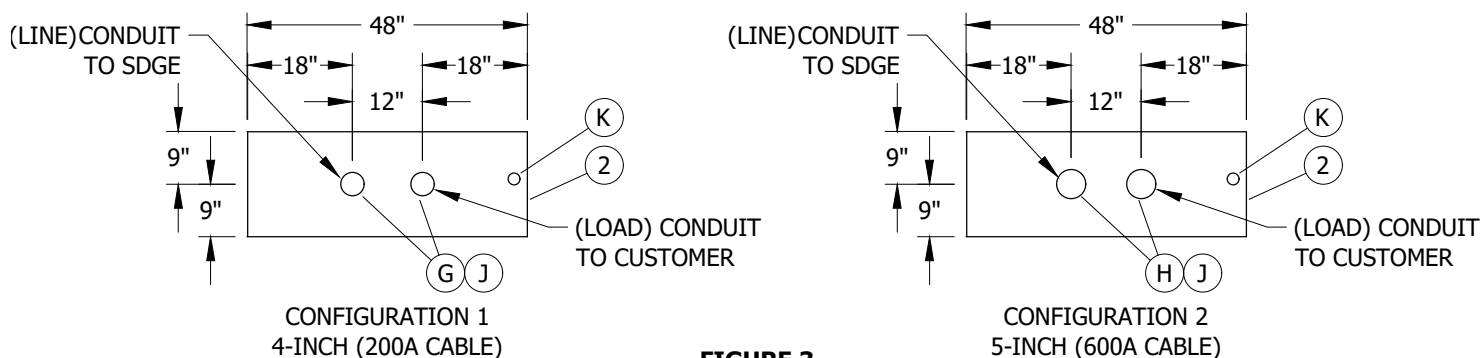 48"
(LINE)CONDUIT
TO SDGE
18"
18"
12"
K
2
9"
9"
(LOAD) CONDUIT
TO CUSTOMER
G
J
CONFIGURATION 1
4-INCH (200A CABLE)
48"
(LINE)CONDUIT
TO SDGE
18"
18"
12"
K
2
9"
9"
(LOAD) CONDUIT
TO CUSTOMER
H
J
CONFIGURATION 2
5-INCH (600A CABLE)